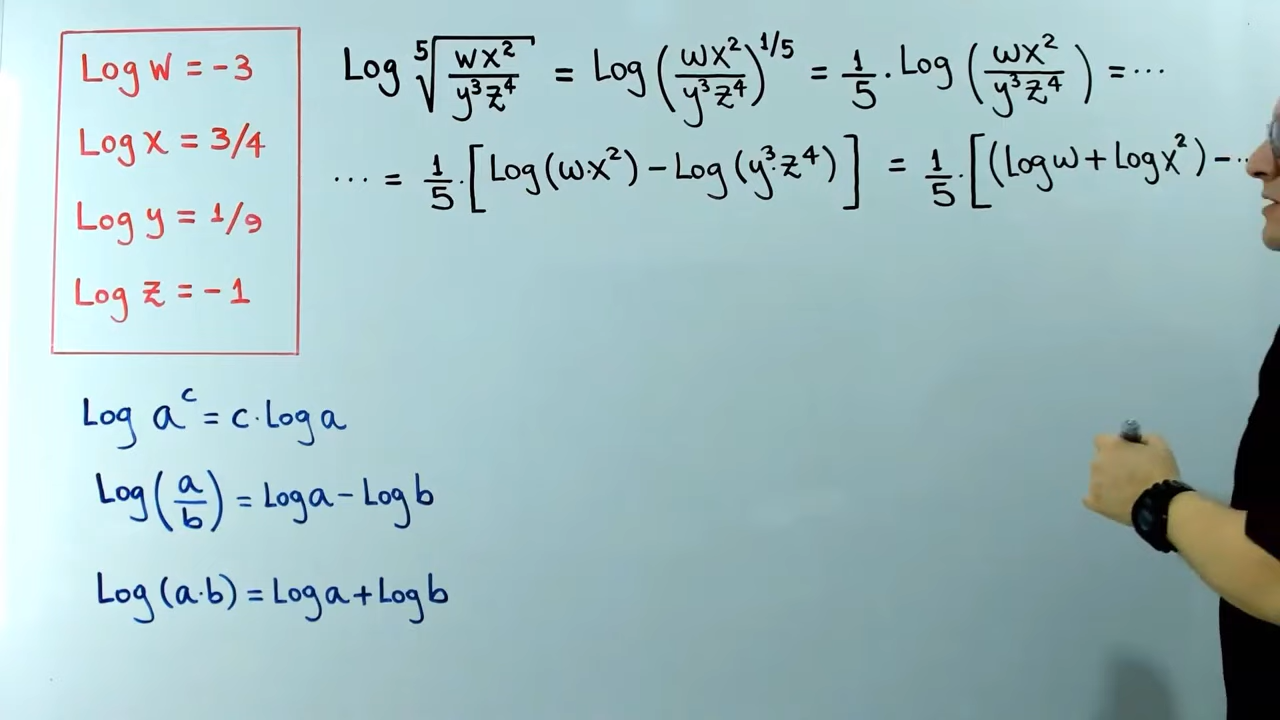 Log w = -3
Log x = 3/4
Log y = 1/9
Log z = -1
Log ⁵√(wx²/y³z⁴) = Log (wx²/y³z⁴)^1/5 = 1/5 · Log (wx²/y³z⁴) = ···
··· = 1/5 · [Log(w·x²) - Log(y³·z⁴)] = 1/5 · [(Log w + Log x²) - ···
Log a^c = c · Log a
Log (a/b) = Log a - Log b
Log (a·b) = Log a + Log b